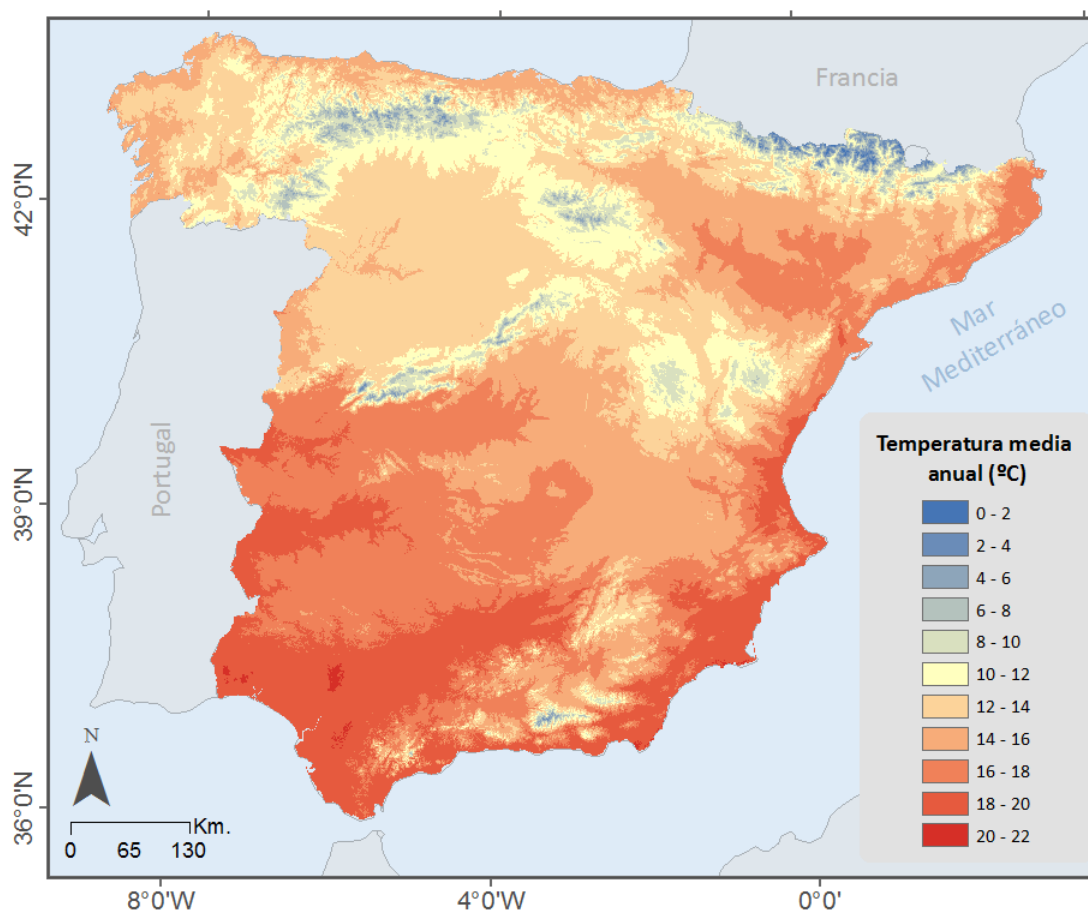 Francia
Mar
Mediterráneo
Portugal
42°0'N
39°0'N
36°0'N
Temperatura media
anual (ºC)
0 - 2
2 - 4
4 - 6
6 - 8
8 - 10
10 - 12
12 - 14
14 - 16
16 - 18
18 - 20
20 - 22
N
Km.
0 65 130
8°0'W 4°0'W 0°0'